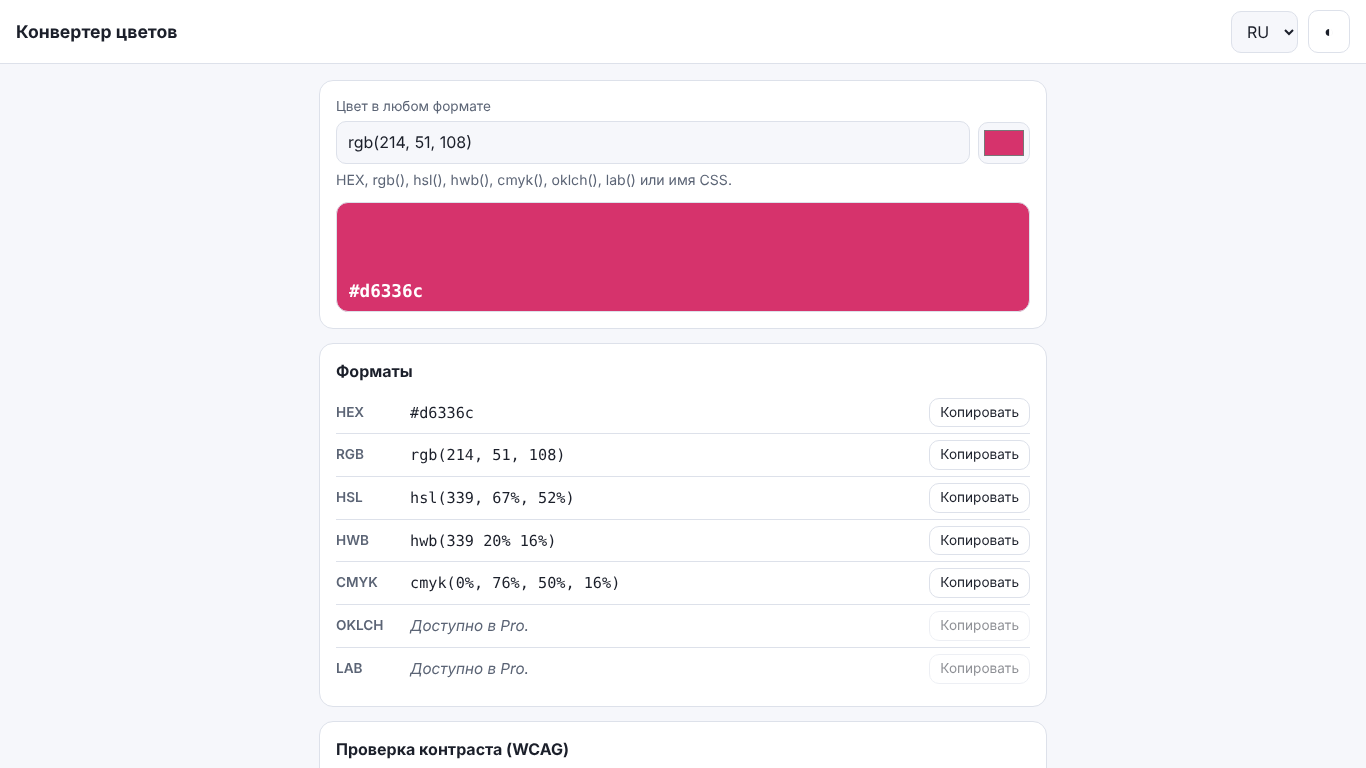 Конвертер цветов
RU
Цвет в любом формате
rgb(214, 51, 108)
HEX, rgb(), hsl(), hwb(), cmyk(), oklch(), lab() или имя CSS.
#d6336c
Форматы
HEX #d6336c Копировать
RGB rgb(214, 51, 108) Копировать
HSL hsl(339, 67%, 52%) Копировать
HWB hwb(339 20% 16%) Копировать
CMYK cmyk(0%, 76%, 50%, 16%) Копировать
OKLCH Доступно в Pro. Копировать
LAB Доступно в Pro. Копировать
Проверка контраста (WCAG)